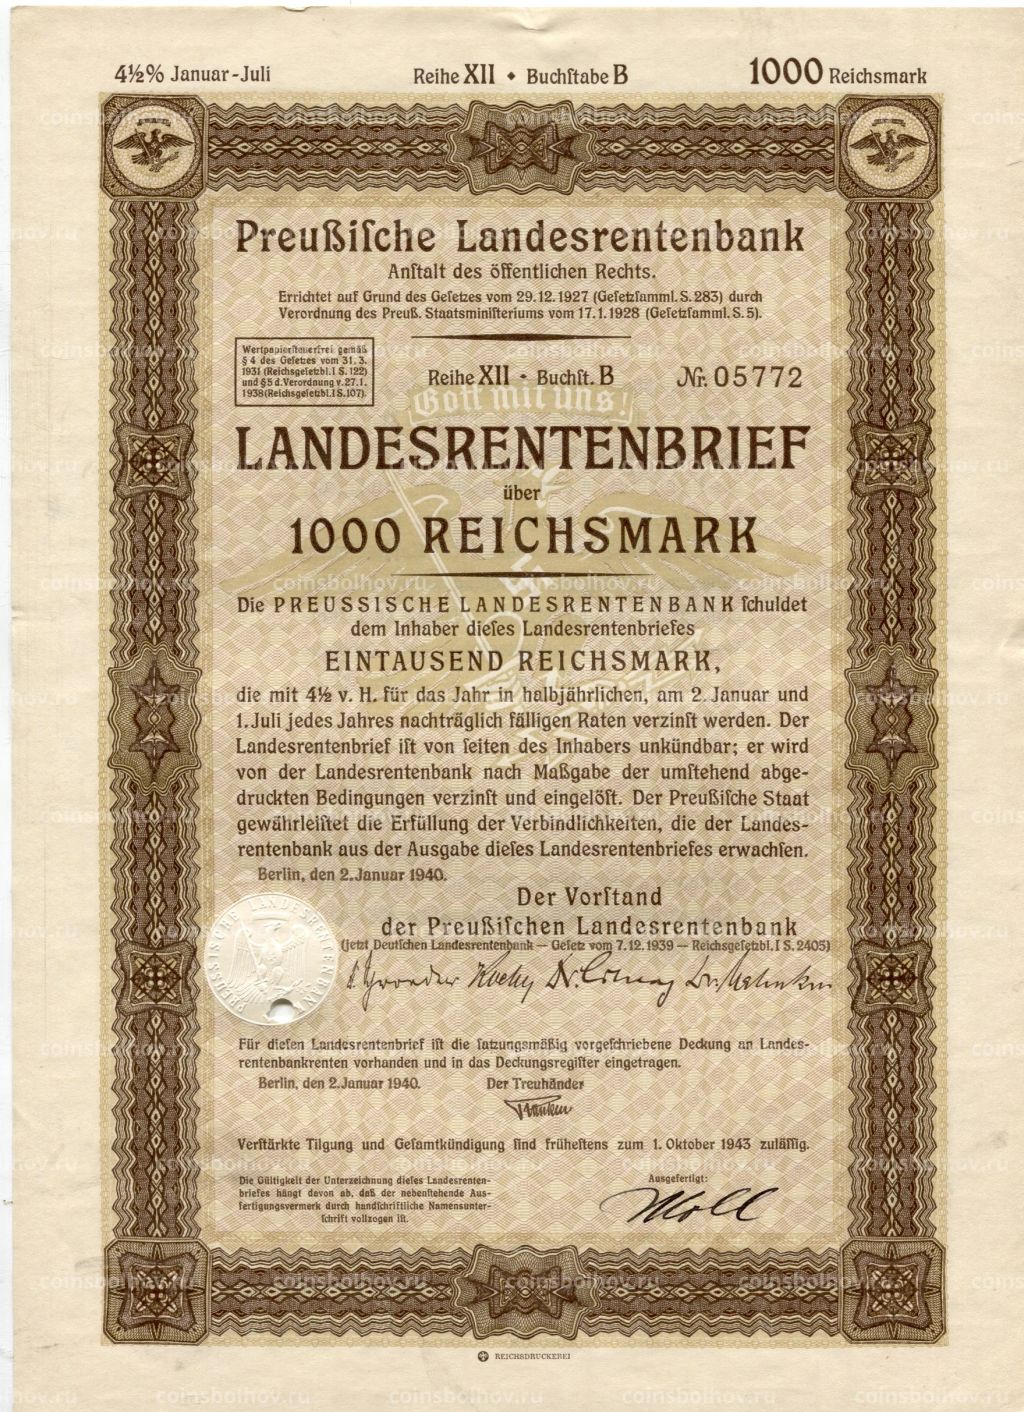 4½% Januar-Juli
Reihe XII ⬥ Buchſtabe B
1000 Reichsmark
Preußiſche Landesrentenbank
Anſtalt des öffentlichen Rechts.
Errichtet auf Grund des Geſetzes vom 29.12.1927 (Geſetzſamml. S. 283) durch
Verordnung des Preuß. Staatsminiſteriums vom 17.1.1928 (Geſetzſamml. S. 5).
Wertpapierſteuerfrei gemäß
§ 4 des Geſetzes vom 31. 3.
1931 (Reichsgeſetzbl. I S. 122)
und § 5 d. Verordnung v. 27.1.
1938 (Reichsgeſetzbl. I S. 107).
Reihe XII ⬥ Buchſt. B
Nr. 05772
Gott mit uns!
LANDESRENTENBRIEF
über
1000 REICHSMARK
Die PREUSSISCHE LANDESRENTENBANK ſchuldet
dem Inhaber dieſes Landesrentenbriefes
EINTAUSEND REICHSMARK,
die mit 4½ v. H. für das Jahr in halbjährlichen, am 2. Januar und
1. Juli jedes Jahres nachträglich fälligen Raten verzinſt werden. Der
Landesrentenbrief iſt von ſeiten des Inhabers unkündbar; er wird
von der Landesrentenbank nach Maßgabe der umſtehend abge-
druckten Bedingungen verzinſt und eingelöſt. Der Preußiſche Staat
gewährleiſtet die Erfüllung der Verbindlichkeiten, die der Landes-
rentenbank aus der Ausgabe dieſes Landesrentenbriefes erwachſen.
Berlin, den 2. Januar 1940.
Der Vorſtand
der Preußiſchen Landesrentenbank
(jetzt Deutſchen Landesrentenbank — Geſetz vom 7.12.1939 — Reichsgeſetzbl. I S. 2405)
PREUSSISCHE LANDESRENTENBANK
Für dieſen Landesrentenbrief iſt die ſatzungsmäßig vorgeſchriebene Deckung an Landes-
rentenbankrenten vorhanden und in das Deckungsregiſter eingetragen.
Berlin, den 2. Januar 1940.
Der Treuhänder
Verſtärkte Tilgung und Geſamtkündigung ſind früheſtens zum 1. Oktober 1943 zuläſſig.
Die Gültigkeit der Unterzeichnung dieſes Landesrenten-
briefes hängt davon ab, daß der nebenſtehende Aus-
fertigungsvermerk durch handſchriftliche Namensunter-
ſchrift vollzogen iſt.
Ausgefertigt:
Moll
REICHSDRUCKEREI
coinsbolhov.ru